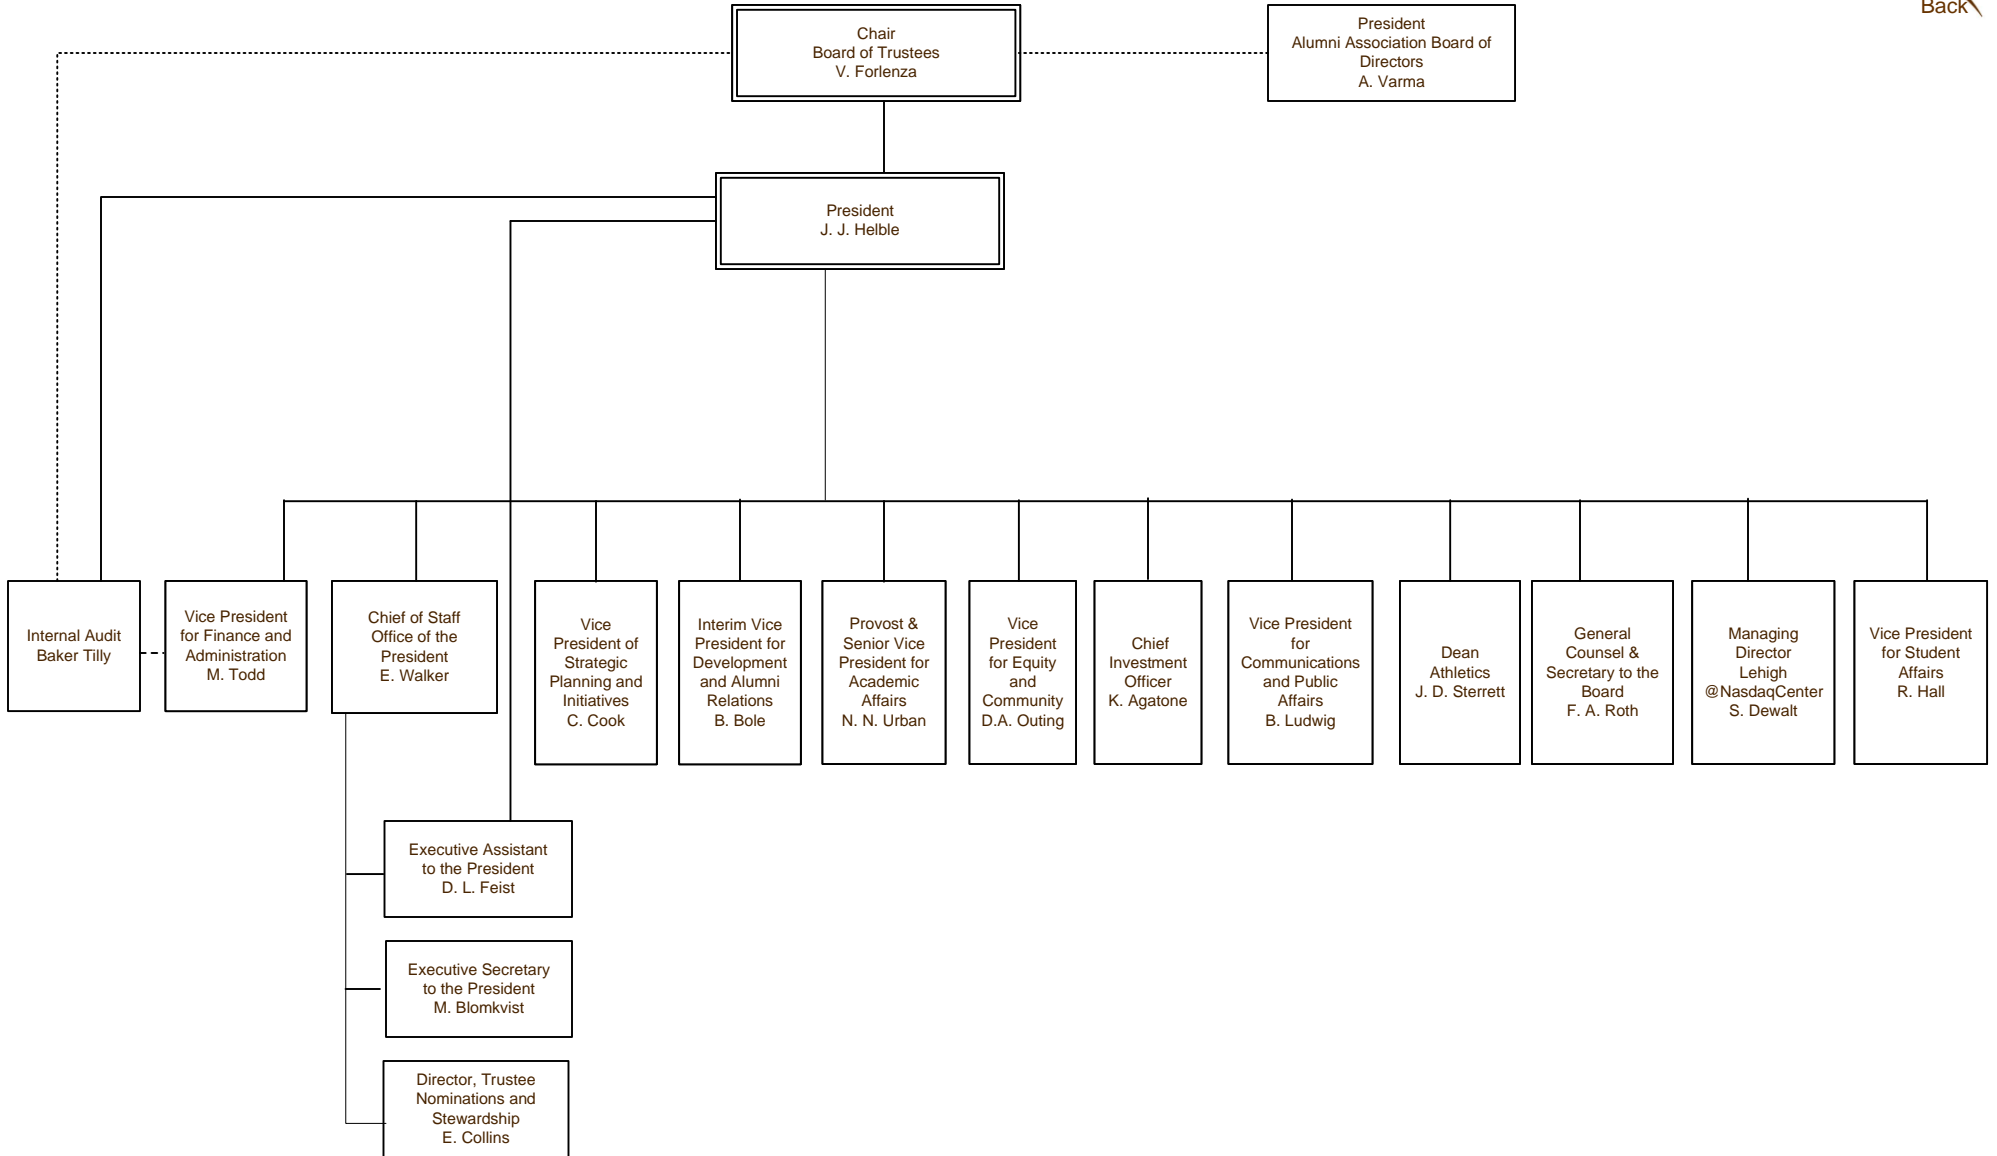 Back
Chair
Board of Trustees
V. Forlenza
President
Alumni Association Board of
Directors
A. Varma
President
J. J. Helble
Internal Audit
Baker Tilly
Vice President
for Finance and
Administration
M. Todd
Chief of Staff
Office of the
President
E. Walker
Vice
President of
Strategic
Planning and
Initiatives
C. Cook
Interim Vice
President for
Development
and Alumni
Relations
B. Bole
Provost &
Senior Vice
President for
Academic
Affairs
N. N. Urban
Vice
President
for Equity
and
Community
D.A. Outing
Chief
Investment
Officer
K. Agatone
Vice President
for
Communications
and Public
Affairs
B. Ludwig
Dean
Athletics
J. D. Sterrett
General
Counsel &
Secretary to the
Board
F. A. Roth
Managing
Director
Lehigh
@NasdaqCenter
S. Dewalt
Vice President
for Student
Affairs
R. Hall
Executive Assistant
to the President
D. L. Feist
Executive Secretary
to the President
M. Blomkvist
Director, Trustee
Nominations and
Stewardship
E. Collins